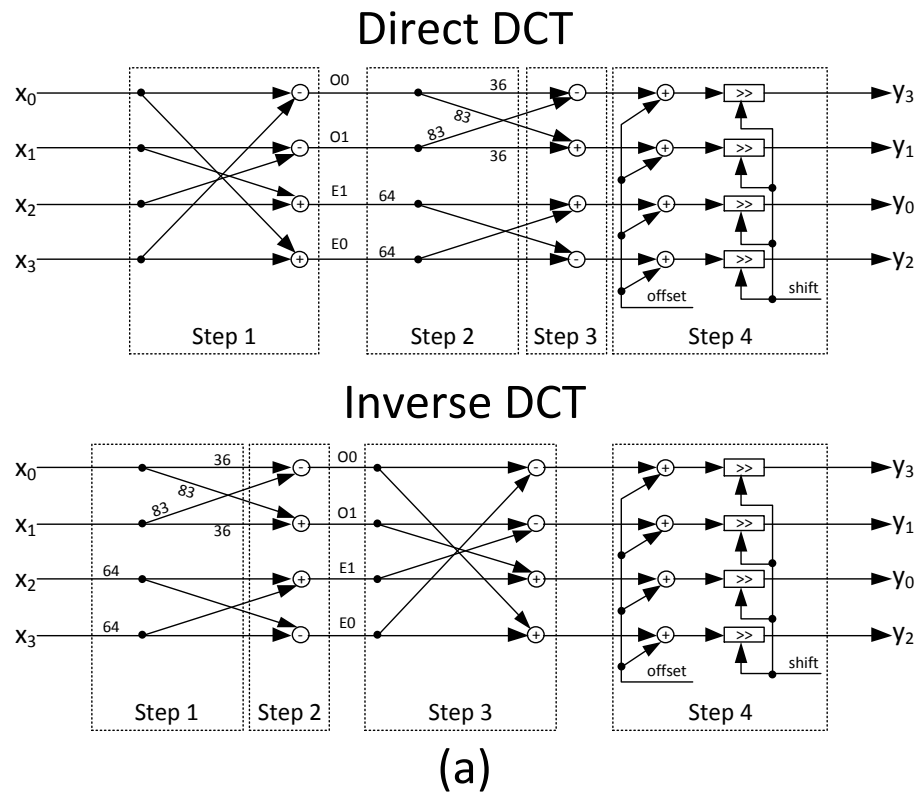 Direct DCT
x0 - O0 36 - + >> y3
83
x1 - O1 83 36 + + >> y1
x2 + E1 64 + + >> y0
x3 + E0 64 - + >> y2
offset shift
Step 1 Step 2 Step 3 Step 4
Inverse DCT
x0 36 - O0 - + >> y3
83
x1 83 36 + O1 - + >> y1
x2 64 + E1 + + >> y0
x3 64 - E0 + + >> y2
offset shift
Step 1 Step 2 Step 3 Step 4
(a)